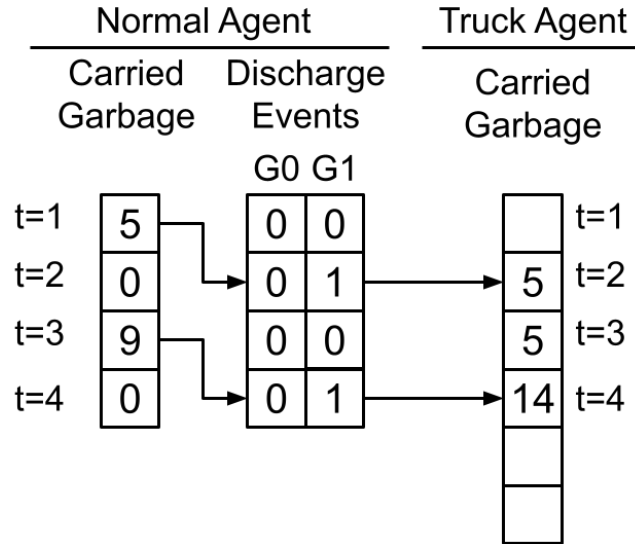 Normal Agent Truck Agent
Carried Discharge Carried
Garbage Events Garbage
G0 G1
t=1 5 0 0 t=1
t=2 0 0 1 5 t=2
t=3 9 0 0 5 t=3
t=4 0 0 1 14 t=4